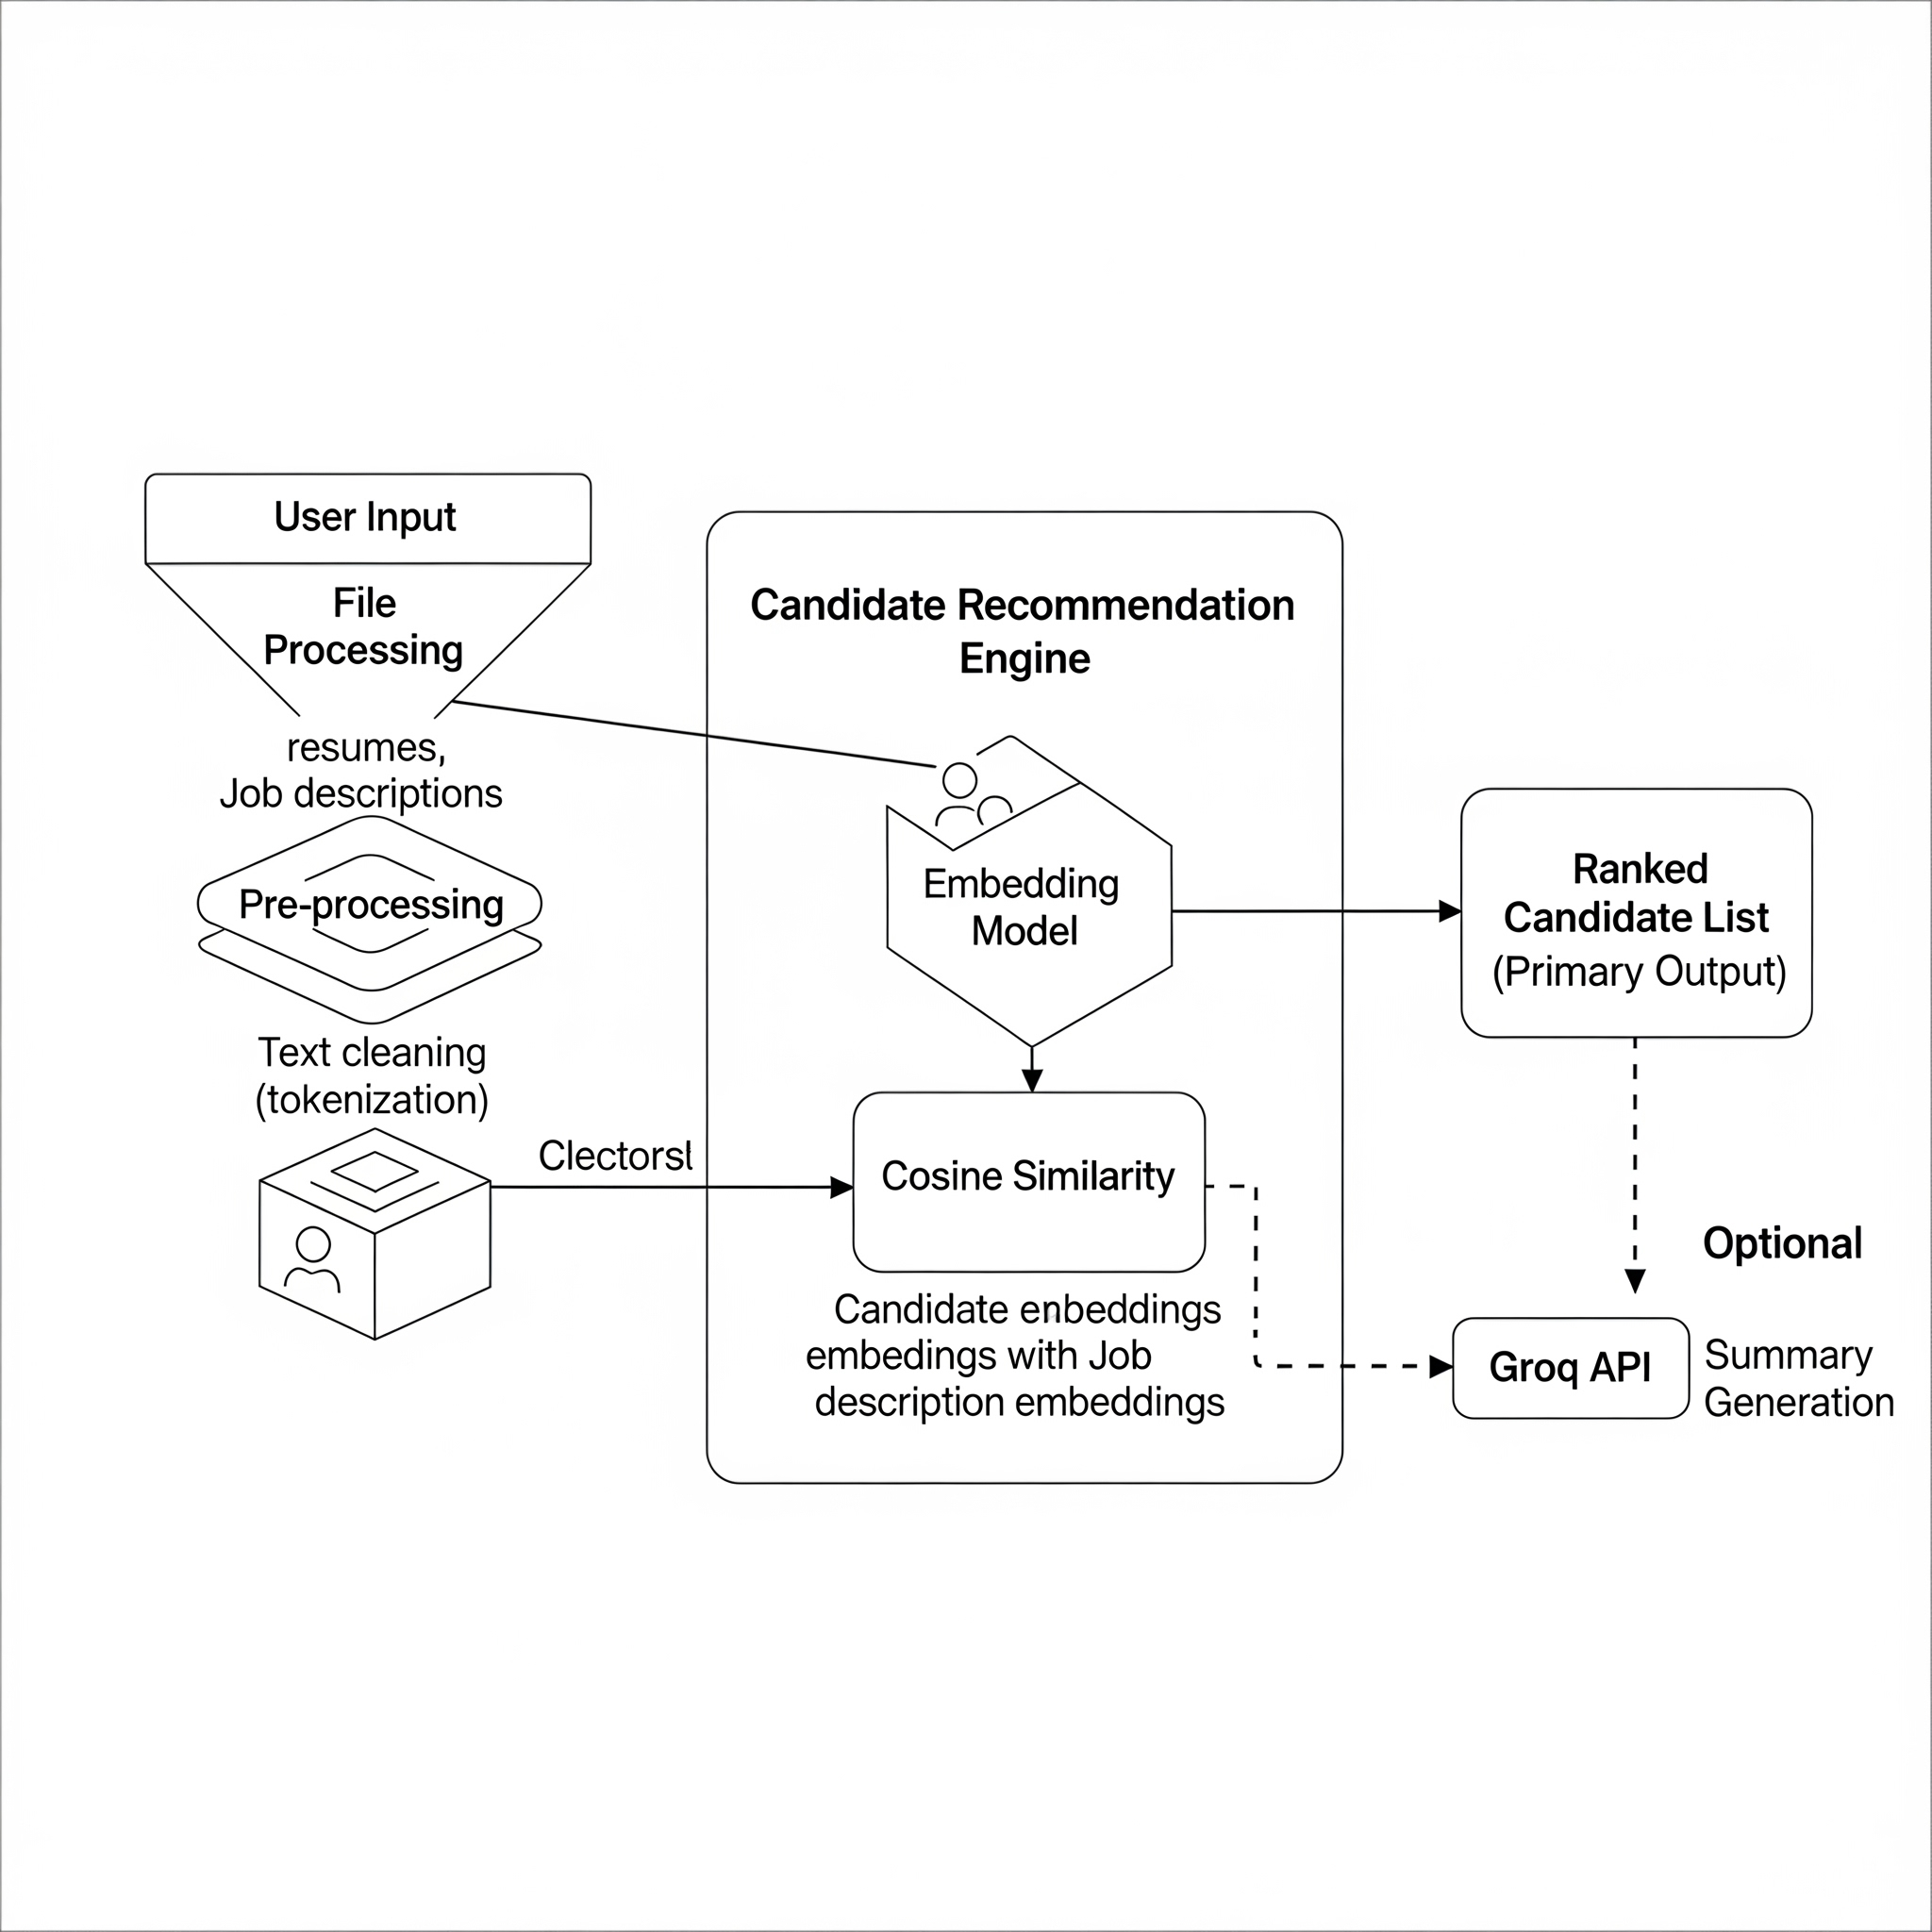 User Input
File
Processing
resumes,
Job descriptions
Pre-processing
Text cleaning
(tokenization)
Clectorsl
Candidate Recommendation
Engine
Embedding
Model
Cosine Similarity
Candidate enbeddings
embedings with Job
description embeddings
Ranked
Candidate List
(Primary Output)
Optional
Groq API
Summary
Generation